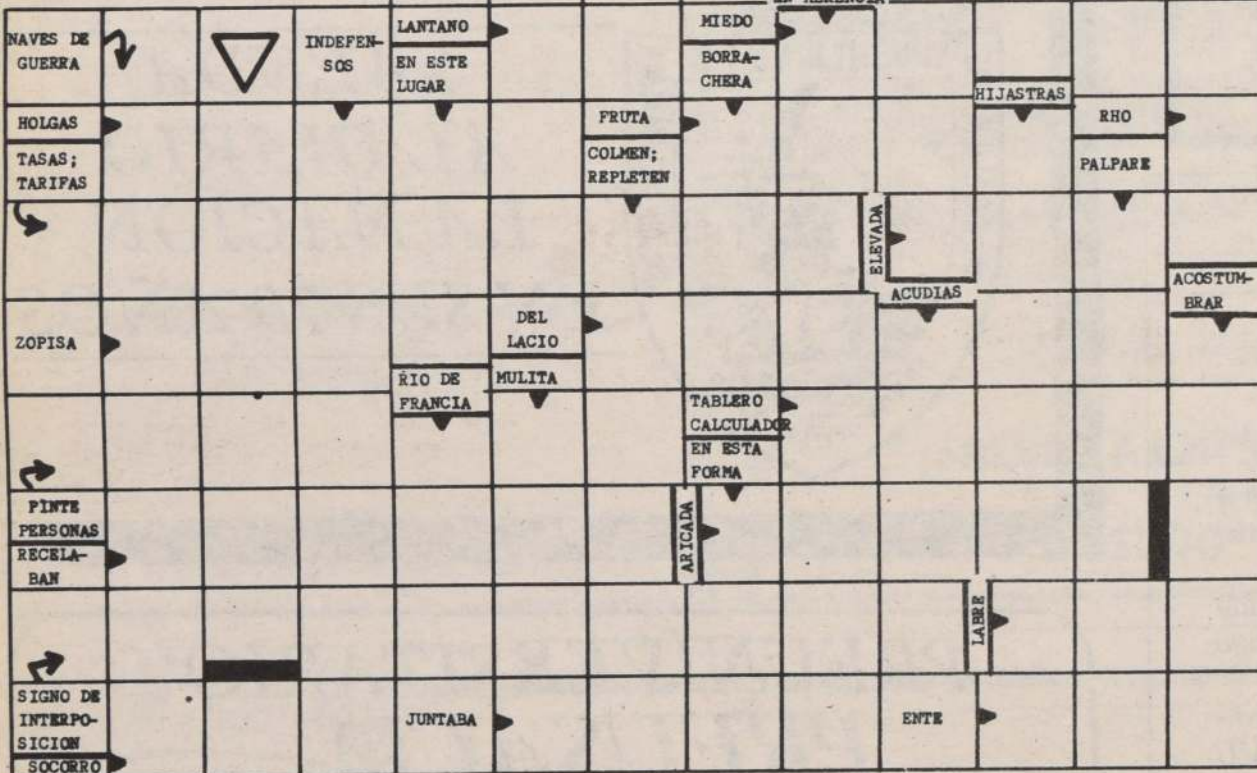 EN HERENCIA
NAVES DE
GUERRA
INDEFEN-
SOS
LANTANO
EN ESTE
LUGAR
MIEDO
BORRA-
CHERA
HIJASTRAS
HOLGAS
TASAS;
TARIFAS
FRUTA
COLMEN;
REPLETEN
RHO
PALPARE
ELEVADA
ACUDIAS
ACOSTUM-
BRAR
ZOPISA
DEL
LACIO
MULITA
RIO DE
FRANCIA
TABLERO
CALCULADOR
EN ESTA
FORMA
PINTE
PERSONAS
RECELA-
BAN
ARICADA
LABRE
SIGNO DE
INTERPO-
SICION
SOCORRO
JUNTABA
ENTE